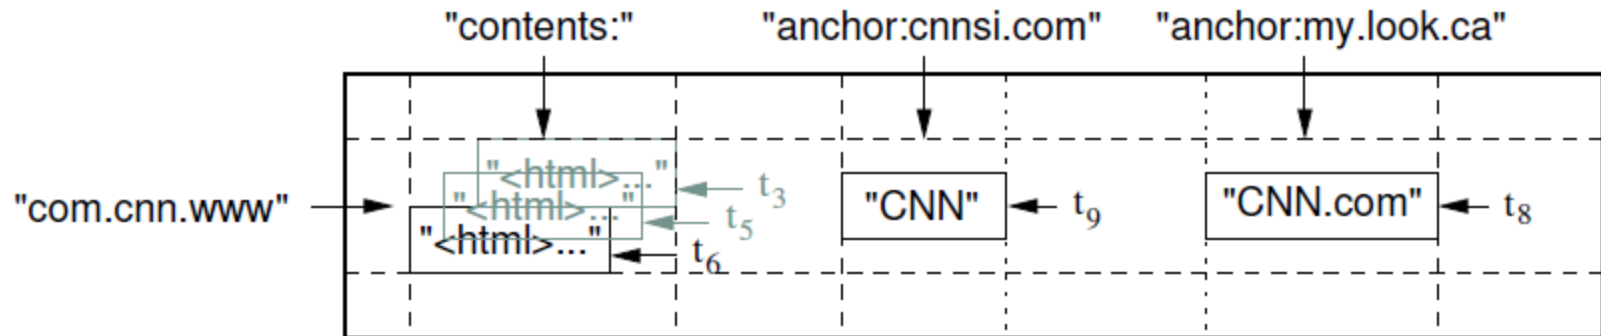 "contents:" "anchor:cnnsi.com" "anchor:my.look.ca"
"<html>..." t3
"com.cnn.www" "<html>..." t5 "CNN" t9 "CNN.com" t8
"<html>..." t6